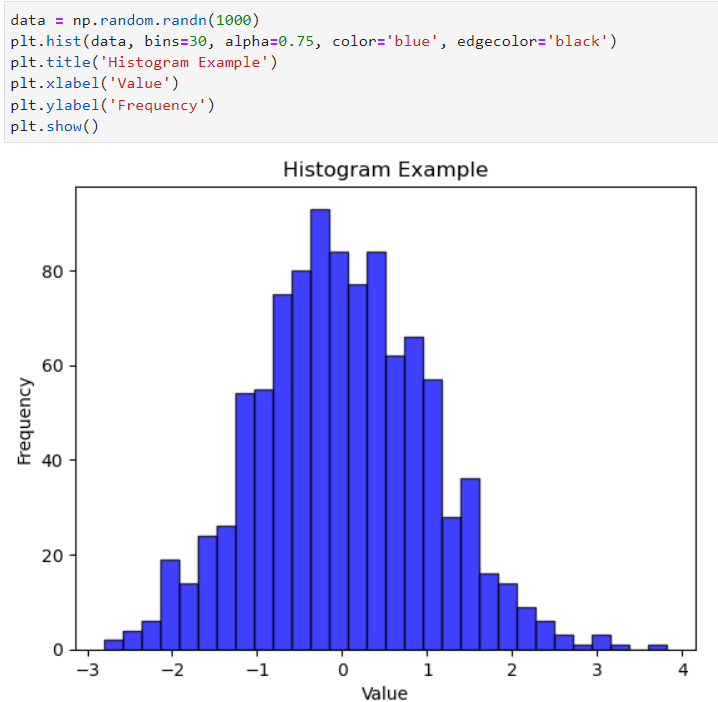 data = np.random.randn(1000)
plt.hist(data, bins=30, alpha=0.75, color='blue', edgecolor='black')
plt.title('Histogram Example')
plt.xlabel('Value')
plt.ylabel('Frequency')
plt.show()
Histogram Example
Frequency
80
60
40
20
0
−3 −2 −1 0 1 2 3 4
Value